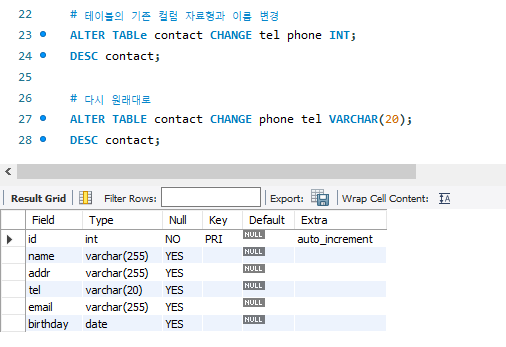 22 # 테이블의 기존 컬럼 자료형과 이름 변경
23 ALTER TABLe contact CHANGE tel phone INT;
24 DESC contact;
25
26 # 다시 원래대로
27 ALTER TABLE contact CHANGE phone tel VARCHAR(20);
28 DESC contact;
Result Grid Filter Rows: Export: Wrap Cell Content: IA
Field Type Null Key Default Extra
id int NO PRI NULL auto_increment
name varchar(255) YES NULL
addr varchar(255) YES NULL
tel varchar(20) YES NULL
email varchar(255) YES NULL
birthday date YES NULL